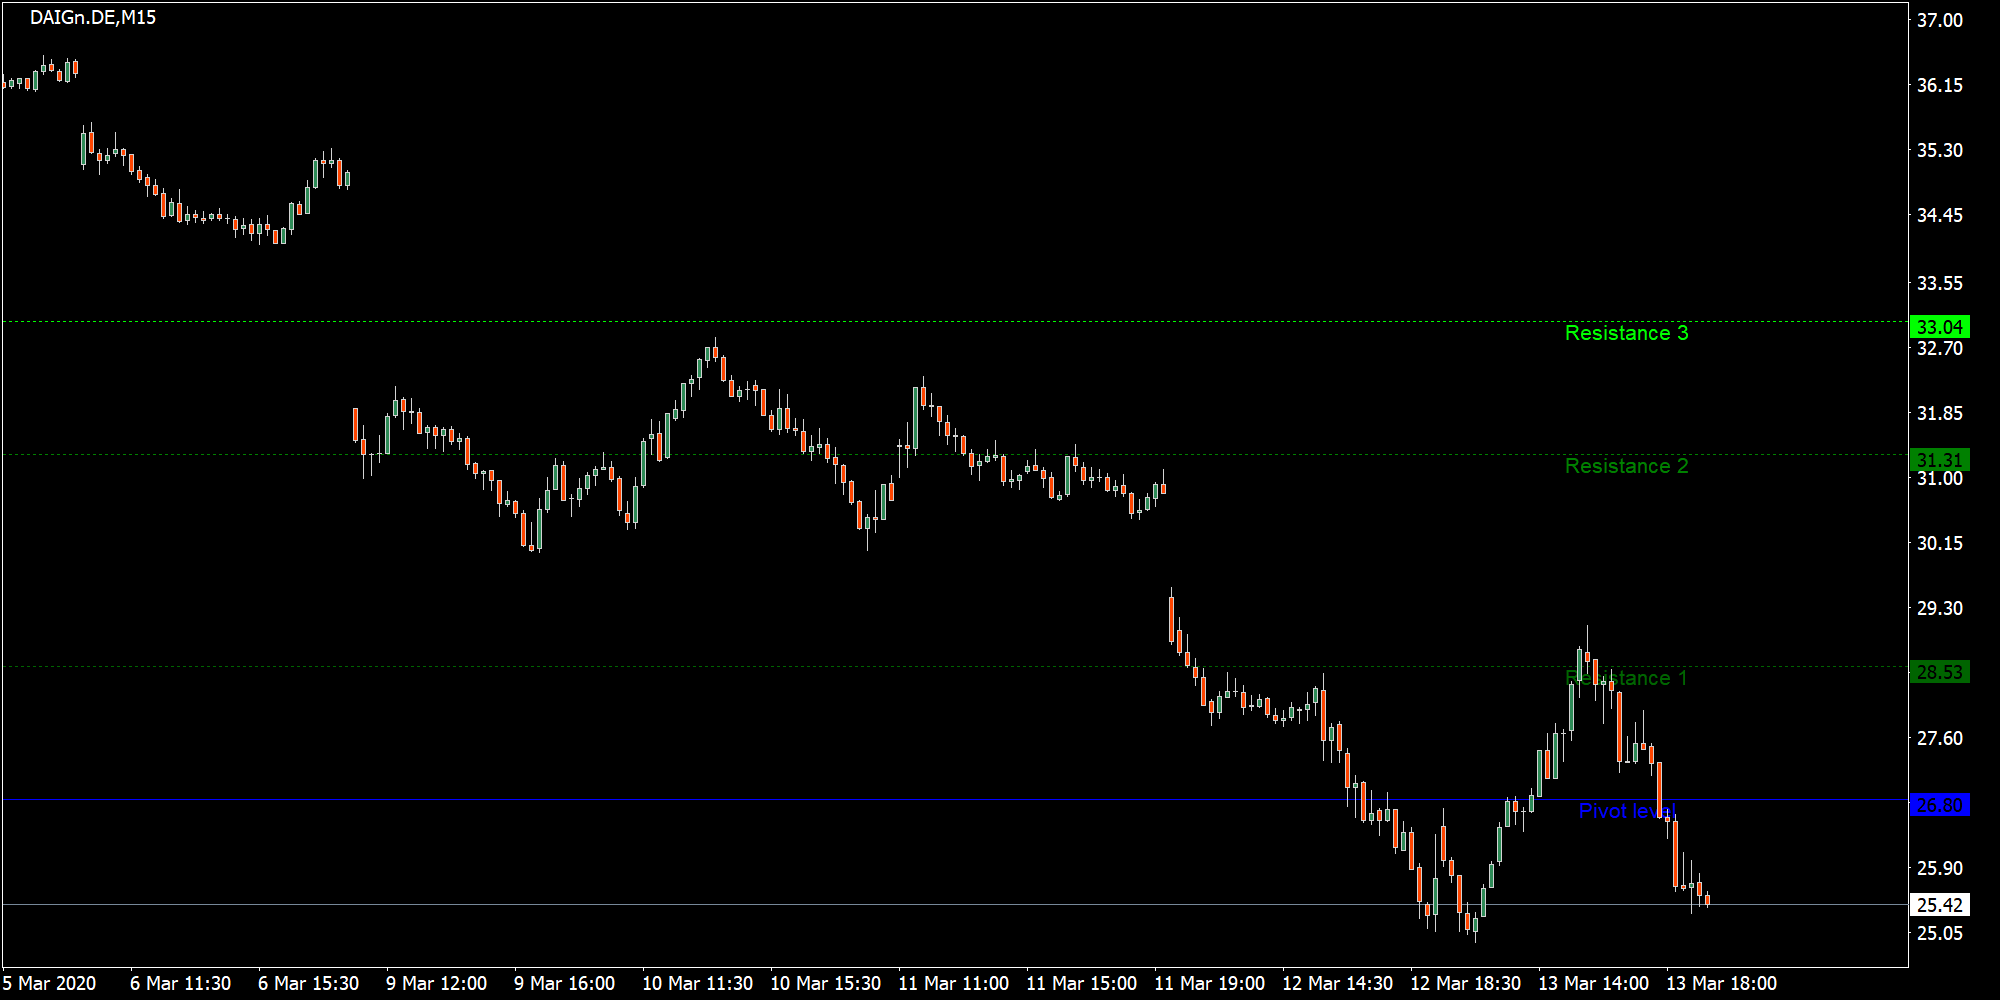 DAIGn.DE,M15
37.00
36.15
35.30
34.45
33.55
Resistance 3
33.04
32.70
31.85
Resistance 2
31.31
31.00
30.15
29.30
Resistance 1
28.53
27.60
Pivot level
26.80
25.90
25.42
25.05
5 Mar 2020
6 Mar 11:30
6 Mar 15:30
9 Mar 12:00
9 Mar 16:00
10 Mar 11:30
10 Mar 15:30
11 Mar 11:00
11 Mar 15:00
11 Mar 19:00
12 Mar 14:30
12 Mar 18:30
13 Mar 14:00
13 Mar 18:00